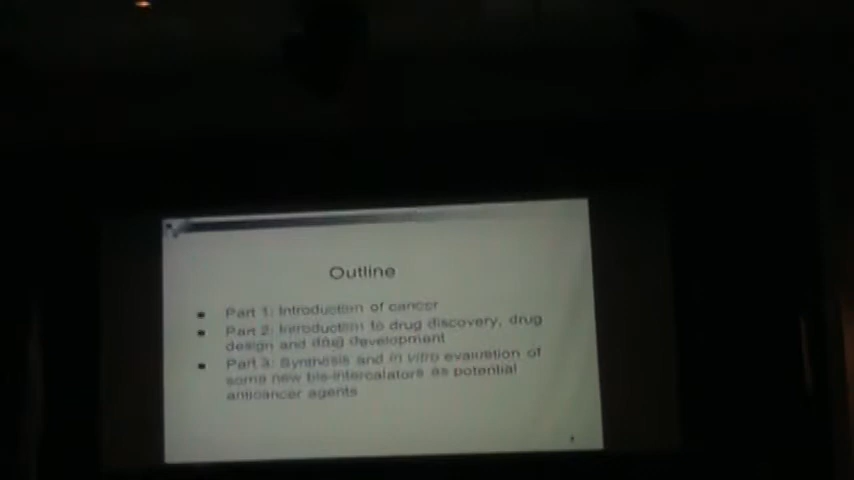 Outline
Part 1: Introduction of cancer
Part 2: Introduction to drug discovery, drug
design and drug development
Part 3: Synthesis and in vitro evaluation of
some new bis-intercalators as potential
anticancer agents